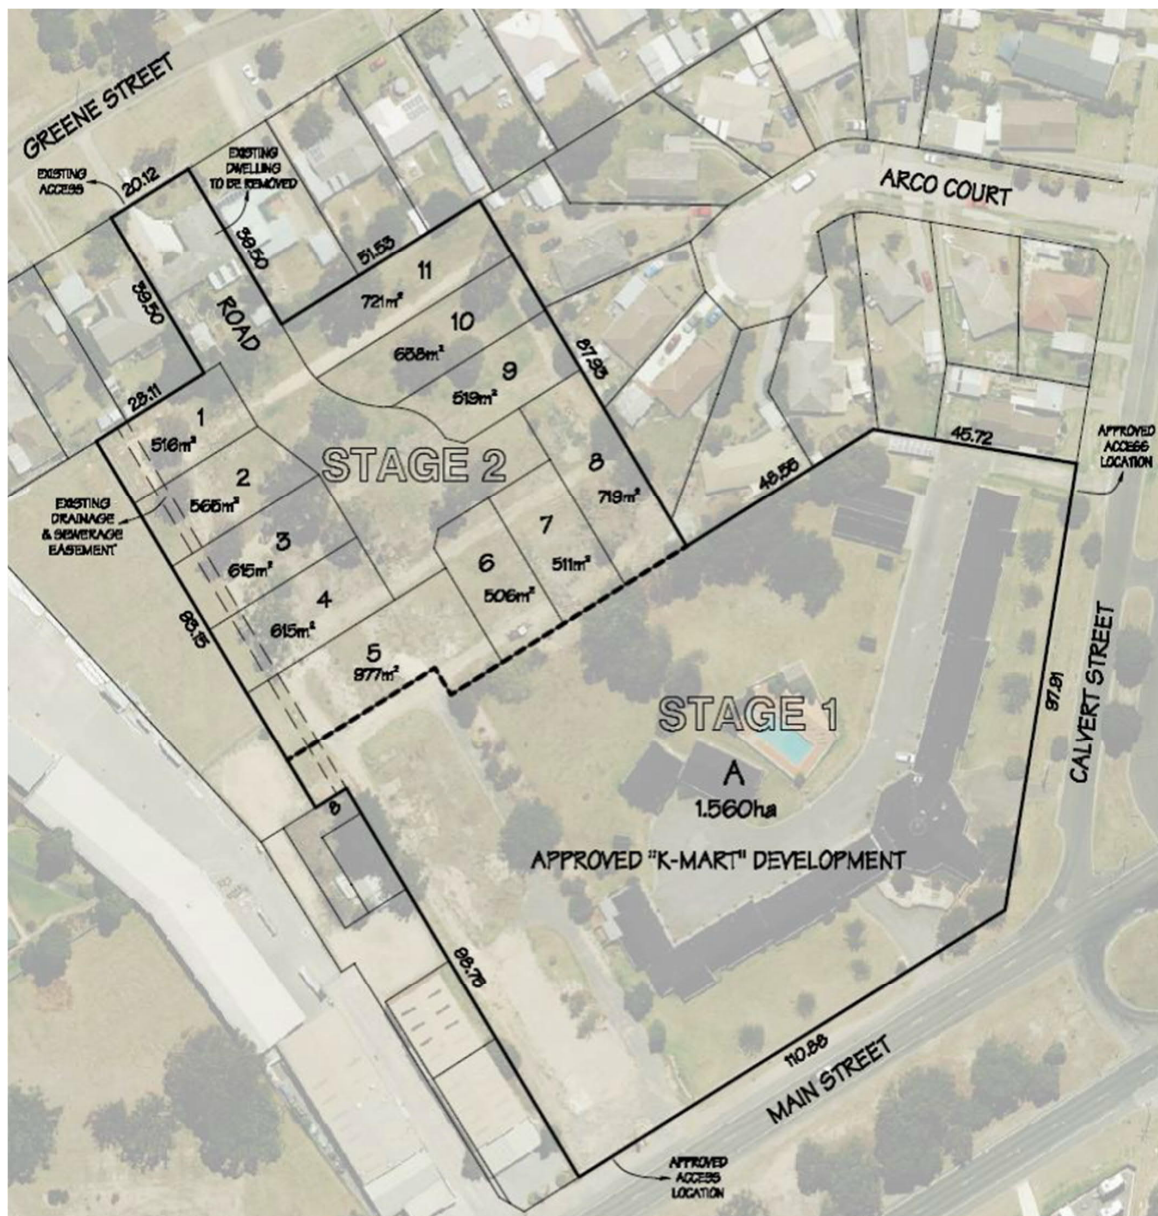 GREENE STREET
EXISTING
ACCESS
20.12
EXISTING
DWELLING
TO BE REMOVED
39.50
39.50
ROAD
51.53
ARCO COURT
11
721m²
10
638m²
9
519m²
87.93
28.11
1
516m²
2
565m²
3
615m²
4
615m²
5
977m²
6
506m²
7
511m²
8
719m²
STAGE 2
EXISTING
DRAINAGE
& SEWERAGE
EASEMENT
48.55
45.72
APPROVED
ACCESS
LOCATION
97.91
CALVERT STREET
STAGE 1
A
1.560ha
APPROVED "K-MART" DEVELOPMENT
8
98.75
110.88
MAIN STREET
APPROVED
ACCESS
LOCATION